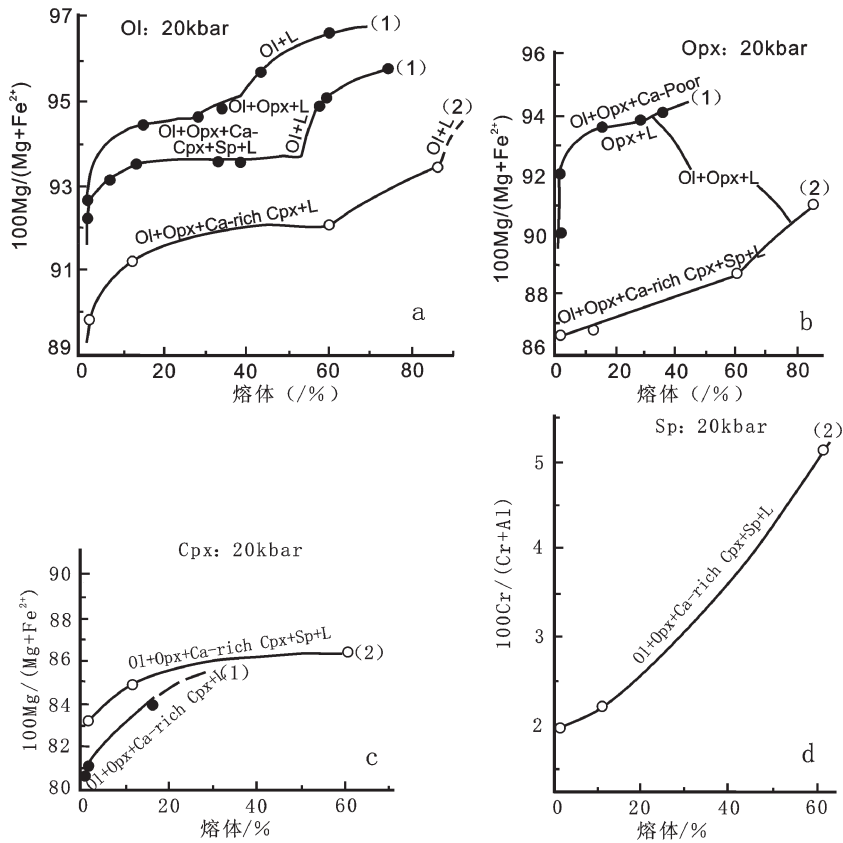 Ol: 20kbar
100Mg/(Mg+Fe²⁺)
97
95
93
91
89
0
20
40
60
80
熔体(/%)
Ol+L
(1)
Ol+Opx+L
Ol+L
(1)
Ol+Opx+Ca-
Cpx+Sp+L
Ol+L
(2)
Ol+Opx+Ca-rich Cpx+L
a
Opx: 20kbar
100Mg/(Mg+Fe²⁺)
96
94
92
90
88
86
0
20
40
60
80
熔体(/%)
Ol+Opx+Ca-Poor
Opx+L
(1)
Ol+Opx+L
(2)
Ol+Opx+Ca-rich Cpx+Sp+L
b
Cpx: 20kbar
100Mg/(Mg+Fe²⁺)
90
88
86
84
82
80
0
20
40
60
熔体/%
Ol+Opx+Ca-rich Cpx+Sp+L
(2)
Ol+Opx+Ca-rich Cpx+L
(1)
c
Sp: 20kbar
100Cr/(Cr+Al)
5
4
3
2
0
20
40
60
熔体/%
Ol+Opx+Ca-rich Cpx+Sp+L
(2)
d